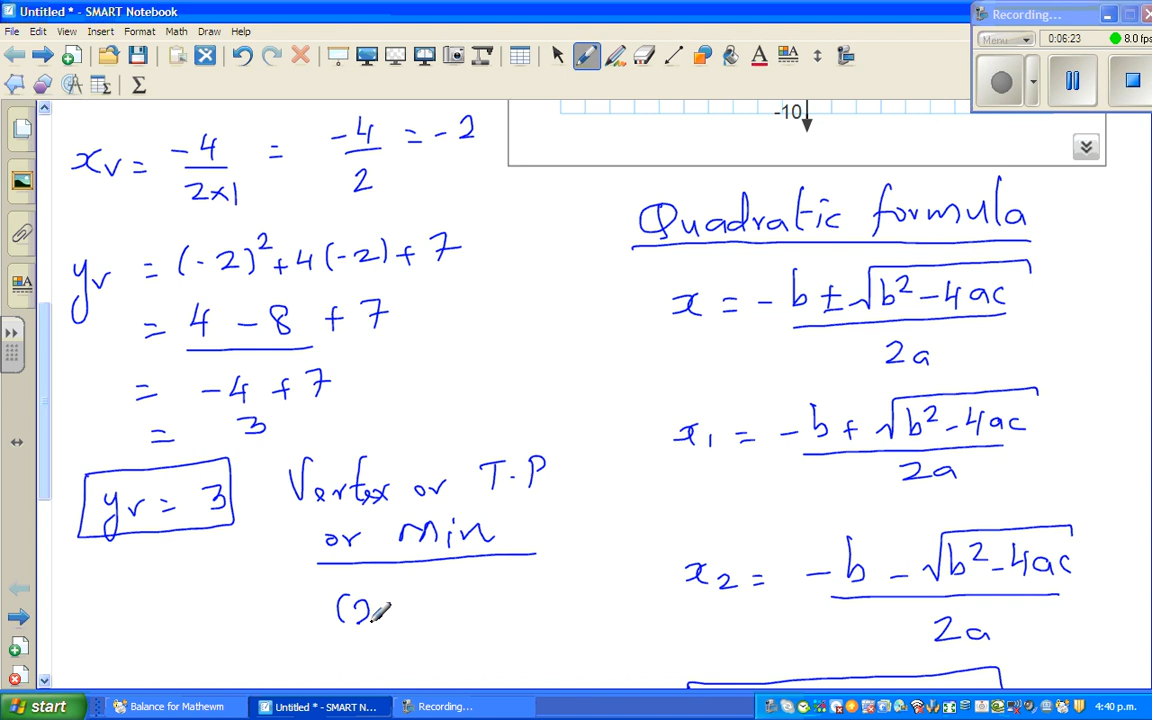 Untitled * - SMART Notebook
Recording...
File Edit View Insert Format Math Draw Help
Menu
0:06:23
8.0 fps
-10
xv = -4/2×1 = -4/2 = -2
yv = (-2)²+4(-2)+7
= 4 - 8 + 7
= -4 + 7
= 3
yv = 3
Vertex or T.P
or Min
(2
Quadratic formula
x = -b ± √b² - 4ac / 2a
x1 = -b + √b² - 4ac / 2a
x2 = -b - √b² - 4ac / 2a
start
Balance for Mathewm
Untitled * - SMART N...
Recording...
4:40 p.m.